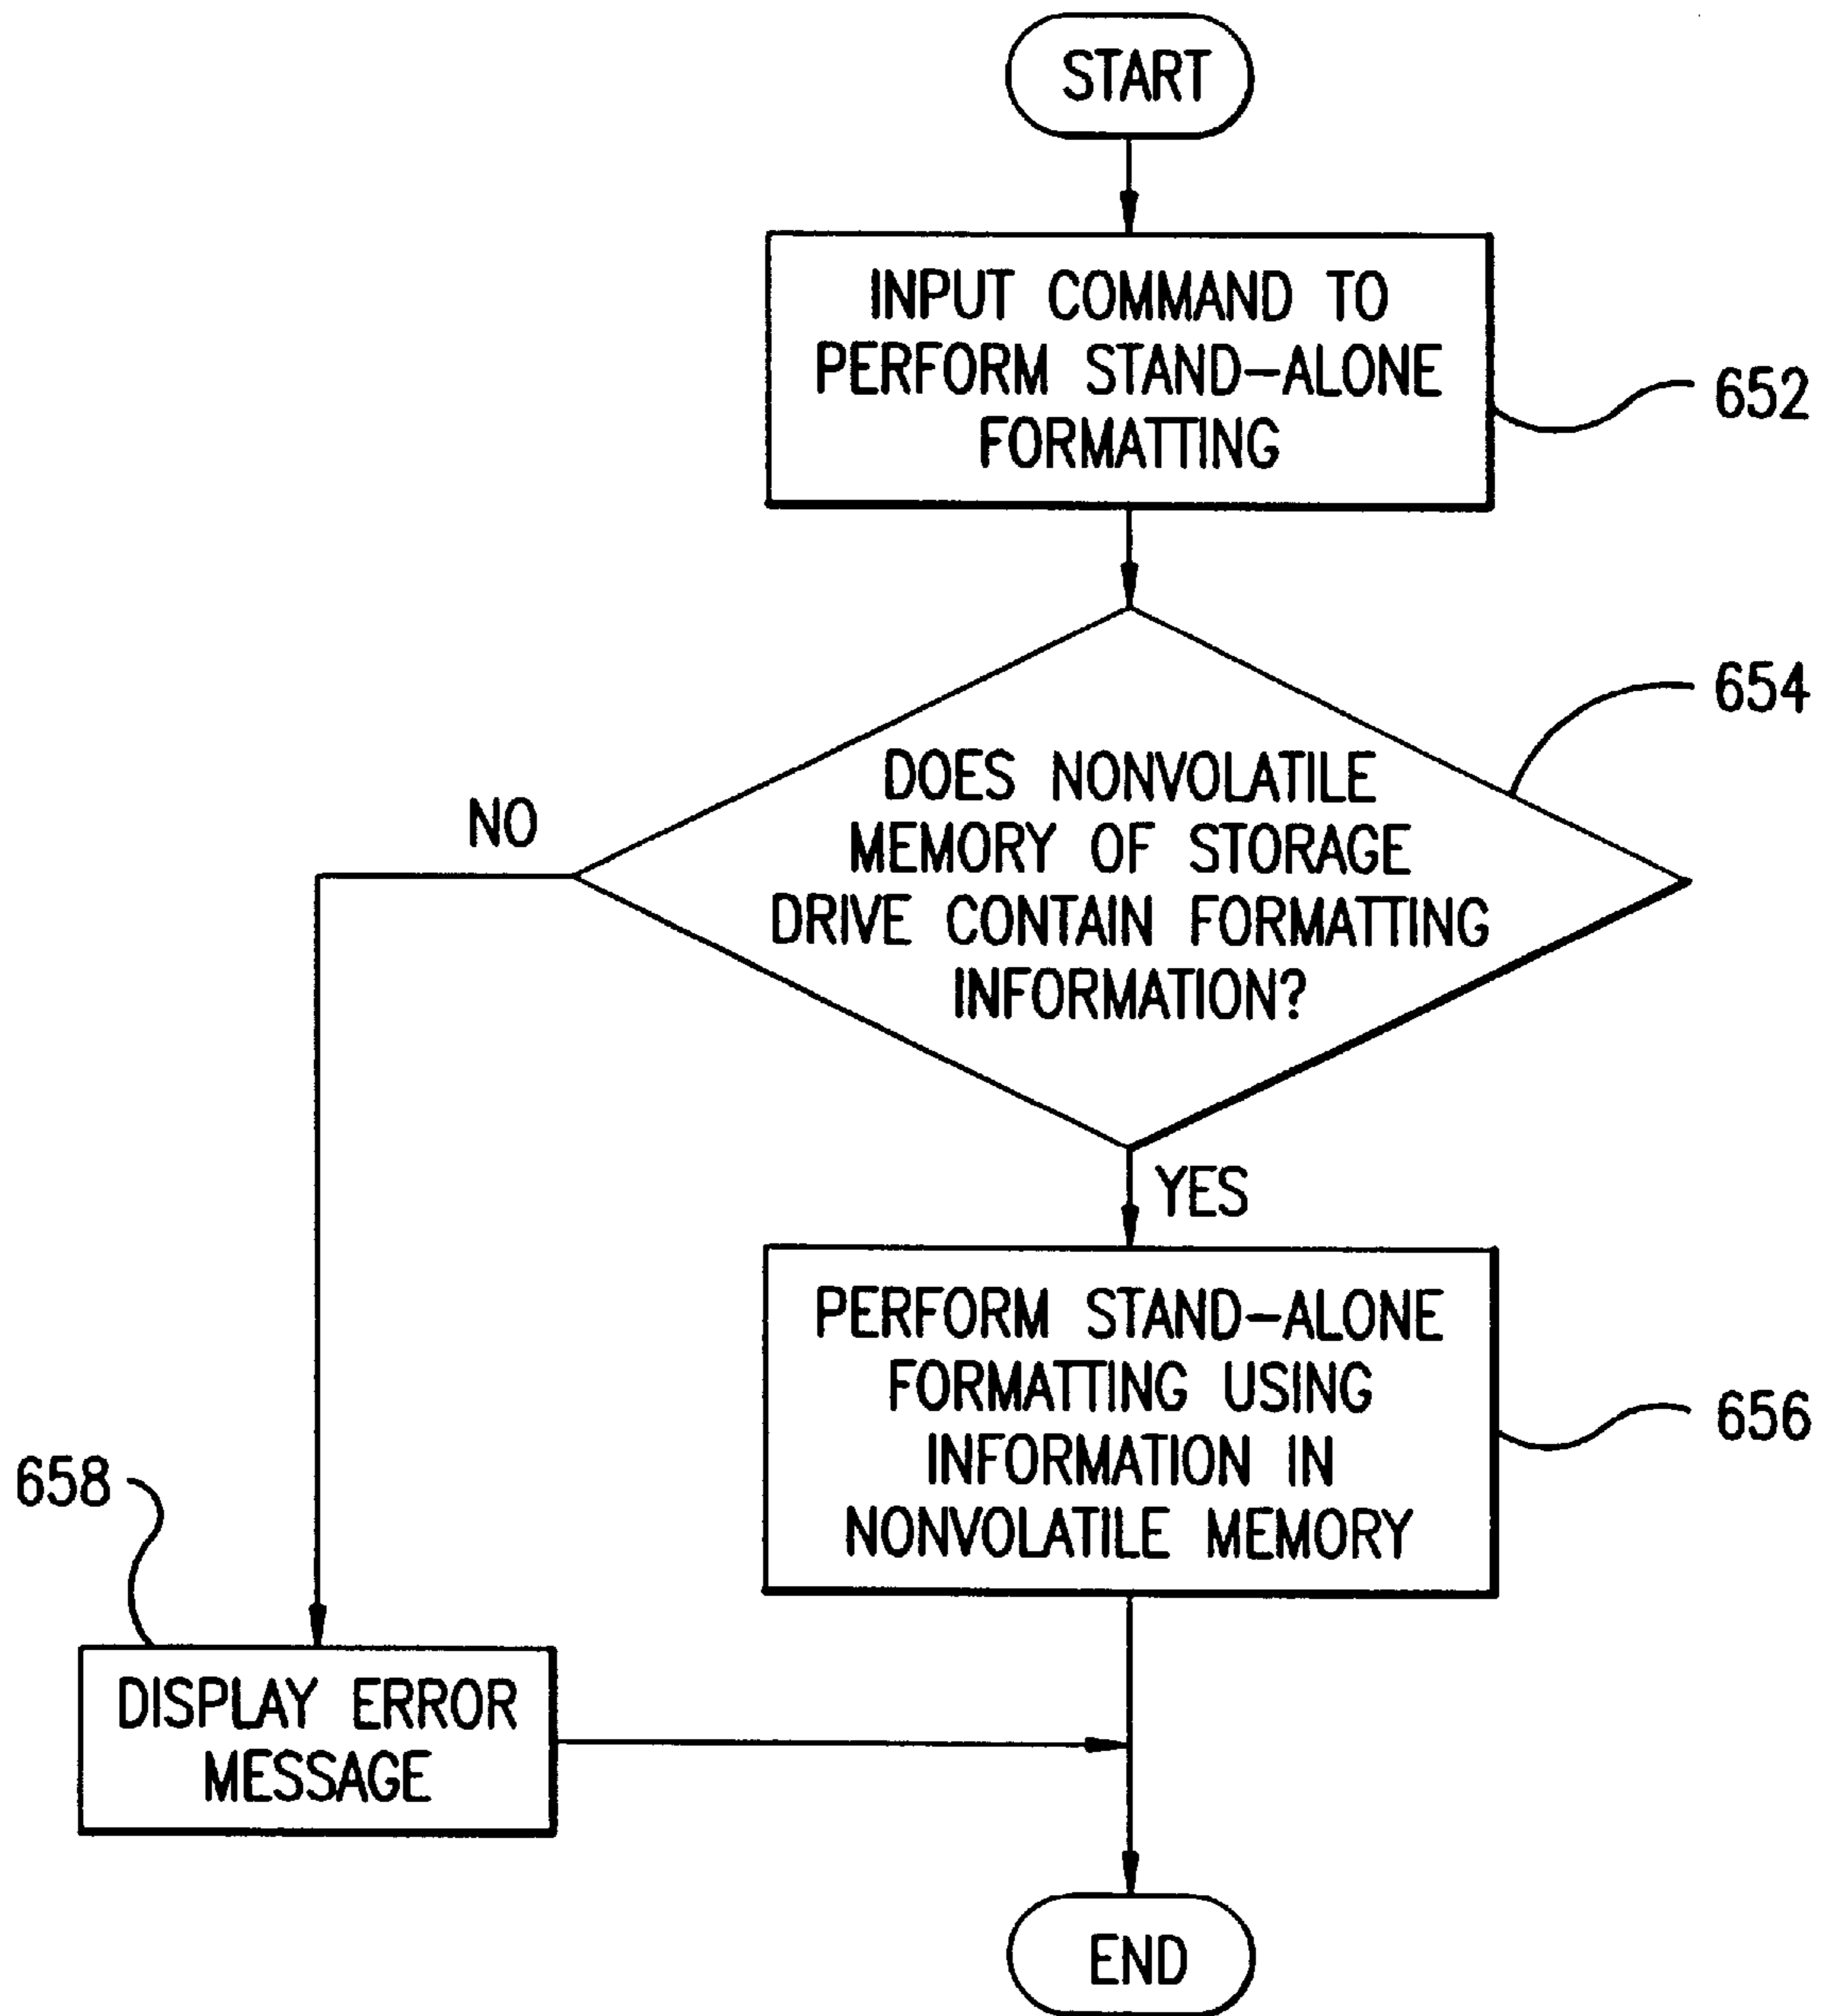 START
INPUT COMMAND TO
PERFORM STAND-ALONE
FORMATTING
652
654
DOES NONVOLATILE
MEMORY OF STORAGE
DRIVE CONTAIN FORMATTING
INFORMATION?
NO
YES
PERFORM STAND-ALONE
FORMATTING USING
INFORMATION IN
NONVOLATILE MEMORY
656
658
DISPLAY ERROR
MESSAGE
END